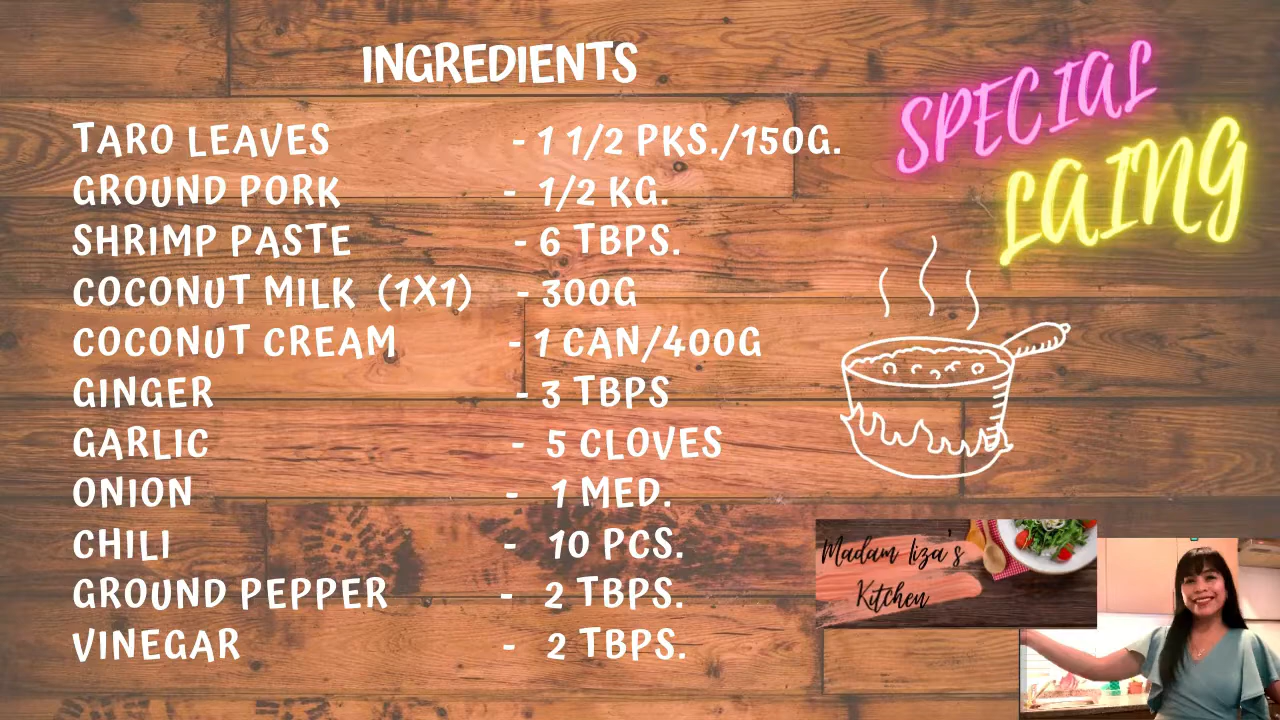 INGREDIENTS
TARO LEAVES - 1 1/2 PKS./150G.
GROUND PORK - 1/2 KG.
SHRIMP PASTE - 6 TBPS.
COCONUT MILK (1X1) - 300G
COCONUT CREAM - 1 CAN/400G
GINGER - 3 TBPS
GARLIC - 5 CLOVES
ONION - 1 MED.
CHILI - 10 PCS.
GROUND PEPPER - 2 TBPS.
VINEGAR - 2 TBPS.
SPECIAL
LAING
Madam liza's
Kitchen